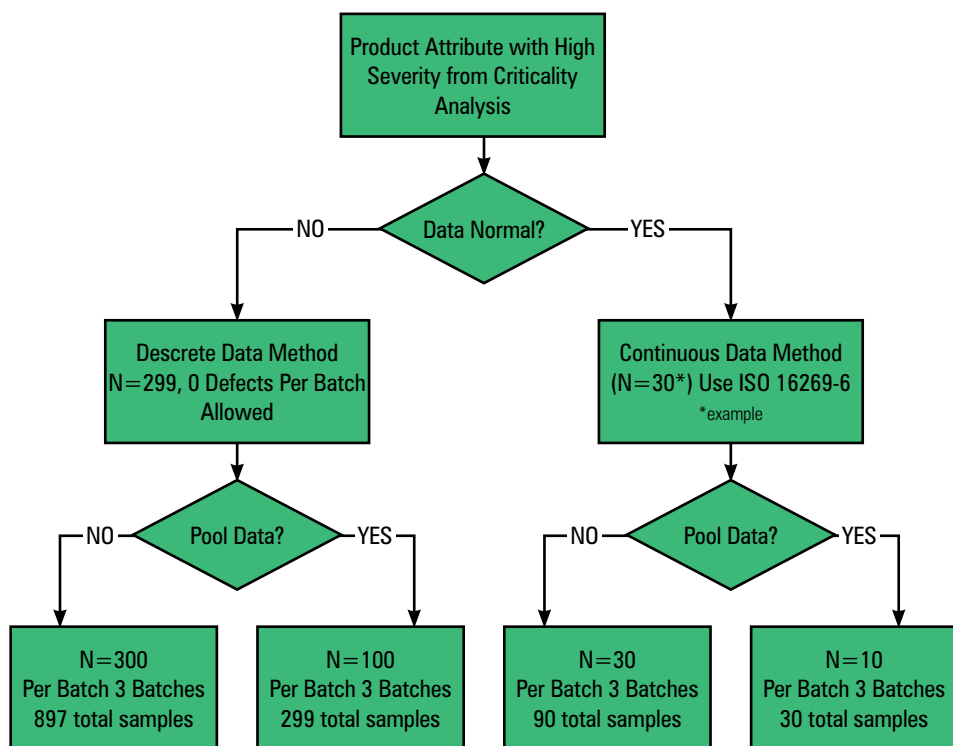 Product Attribute with High
Severity from Criticality
Analysis
NO
Data Normal?
YES
Descrete Data Method
N=299, 0 Defects Per Batch
Allowed
Continuous Data Method
(N=30*) Use ISO 16269-6
*example
NO
Pool Data?
YES
NO
Pool Data?
YES
N=300
Per Batch 3 Batches
897 total samples
N=100
Per Batch 3 Batches
299 total samples
N=30
Per Batch 3 Batches
90 total samples
N=10
Per Batch 3 Batches
30 total samples